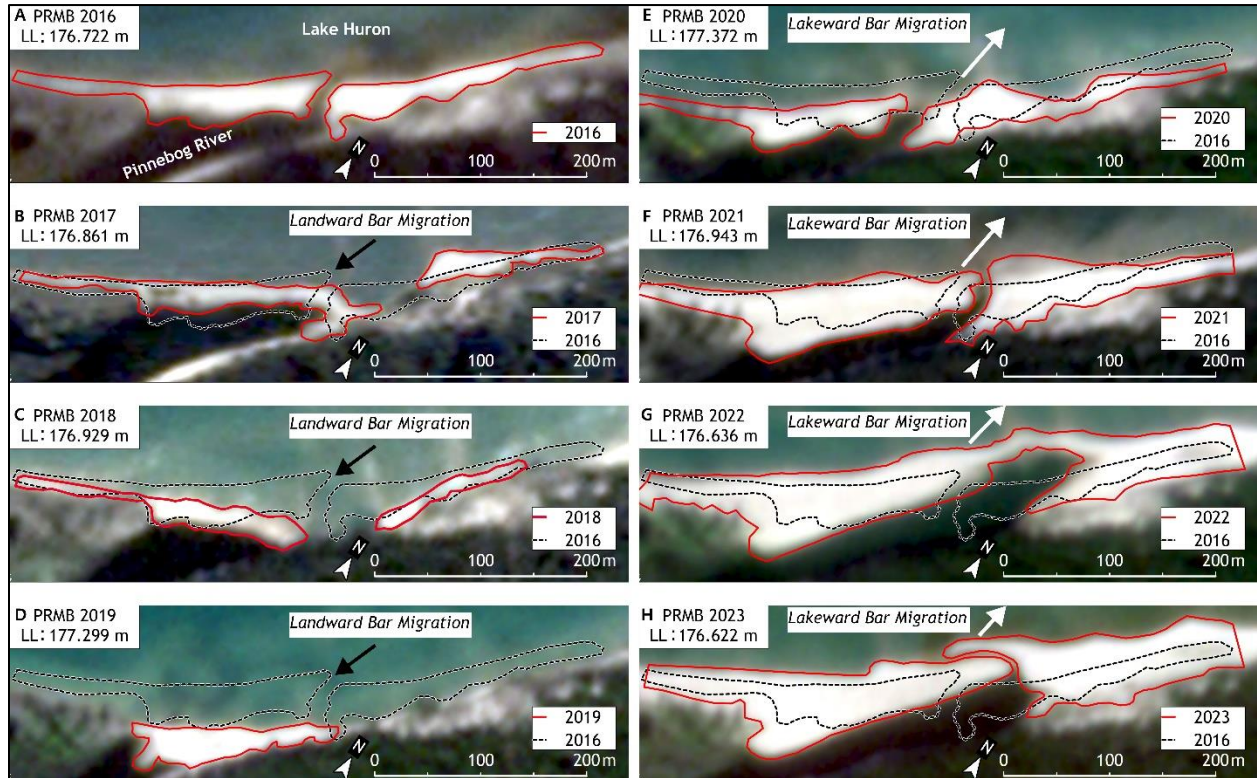 A PRMB 2016
LL: 176.722 m
Lake Huron
Pinnebog River
2016
N
0 100 200 m
B PRMB 2017
LL: 176.861 m
Landward Bar Migration
2017
2016
N
0 100 200 m
C PRMB 2018
LL: 176.929 m
Landward Bar Migration
2018
2016
N
0 100 200 m
D PRMB 2019
LL: 177.299 m
Landward Bar Migration
2019
2016
N
0 100 200 m
E PRMB 2020
LL: 177.372 m
Lakeward Bar Migration
2020
2016
N
0 100 200 m
F PRMB 2021
LL: 176.943 m
Lakeward Bar Migration
2021
2016
N
0 100 200 m
G PRMB 2022
LL: 176.636 m
Lakeward Bar Migration
2022
2016
N
0 100 200 m
H PRMB 2023
LL: 176.622 m
Lakeward Bar Migration
2023
2016
N
0 100 200 m